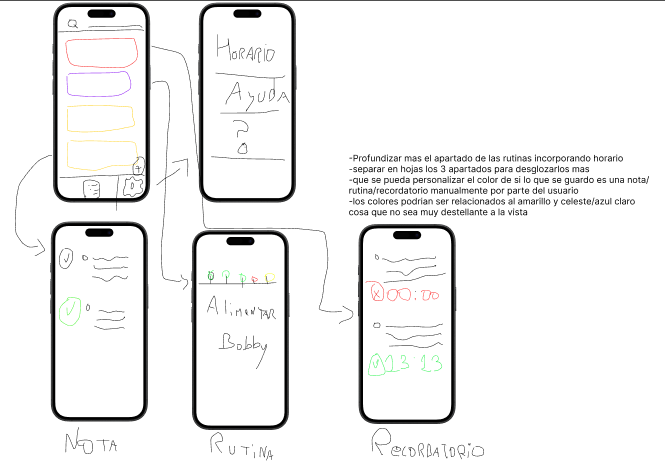 HORARIO
AYUDA
?
-Profundizar mas el apartado de las rutinas incorporando horario
-separar en hojas los 3 apartados para desglozarlos mas
-que se pueda personalizar el color de si lo que se guardo es una nota/
rutina/recordatorio manualmente por parte del usuario
-los colores podrian ser relacionados al amarillo y celeste/azul claro
cosa que no sea muy destellante a la vista
Alimentar
Bobby
00:00
23:23
NOTA
RUTINA
RECORDATORIO